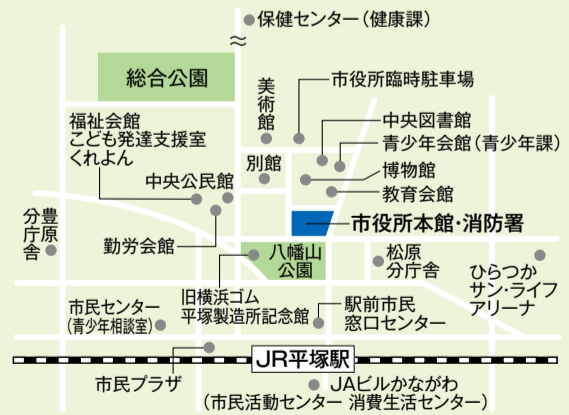 保健センター(健康課)
総合公園
美術館
市役所臨時駐車場
福祉会館
こども発達支援室
くれよん
中央図書館
青少年会館(青少年課)
中央公民館
別館
博物館
教育会館
豊原分庁舎
勤労会館
市役所本館・消防署
八幡山
公園
松原
分庁舎
ひらつか
サン・ライフ
アリーナ
旧横浜ゴム
平塚製造所記念館
市民センター
(青少年相談室)
駅前市民
窓口センター
JR平塚駅
市民プラザ
JAビルかながわ
(市民活動センター 消費生活センター)